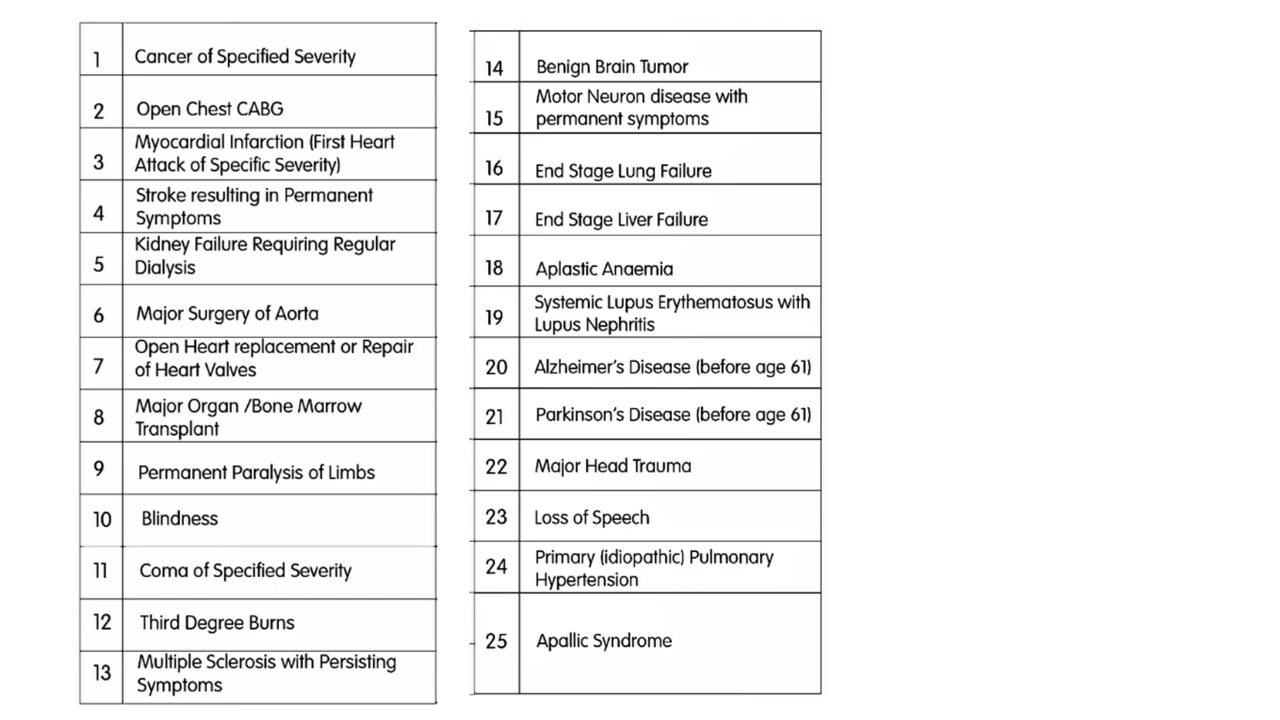 1 Cancer of Specified Severity
2 Open Chest CABG
3 Myocardial Infarction (First Heart
Attack of Specific Severity)
4 Stroke resulting in Permanent
Symptoms
5 Kidney Failure Requiring Regular
Dialysis
6 Major Surgery of Aorta
7 Open Heart replacement or Repair
of Heart Valves
8 Major Organ /Bone Marrow
Transplant
9 Permanent Paralysis of Limbs
10 Blindness
11 Coma of Specified Severity
12 Third Degree Burns
13 Multiple Sclerosis with Persisting
Symptoms
14 Benign Brain Tumor
15 Motor Neuron disease with
permanent symptoms
16 End Stage Lung Failure
17 End Stage Liver Failure
18 Aplastic Anaemia
19 Systemic Lupus Erythematosus with
Lupus Nephritis
20 Alzheimer's Disease (before age 61)
21 Parkinson's Disease (before age 61)
22 Major Head Trauma
23 Loss of Speech
24 Primary (idiopathic) Pulmonary
Hypertension
25 Apallic Syndrome